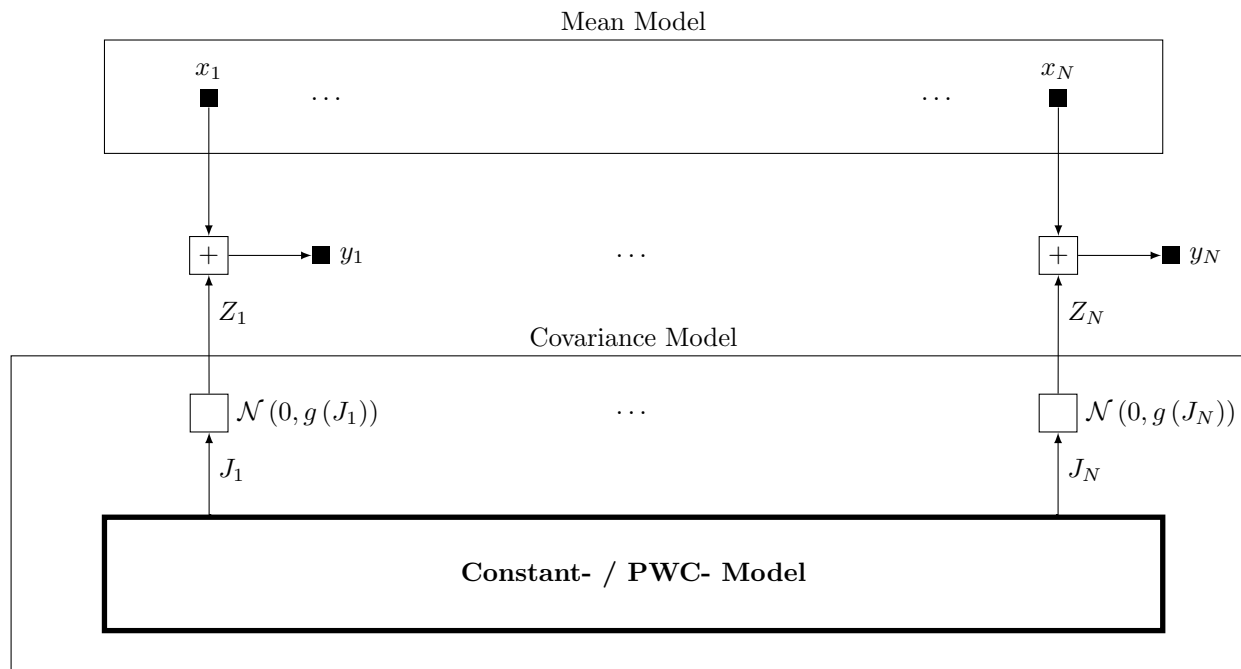 Mean Model
x_1 x_N
... ...
+ y_1 ... + y_N
Z_1 Z_N
Covariance Model
𝒩(0, g(J_1)) ... 𝒩(0, g(J_N))
J_1 J_N
Constant- / PWC- Model